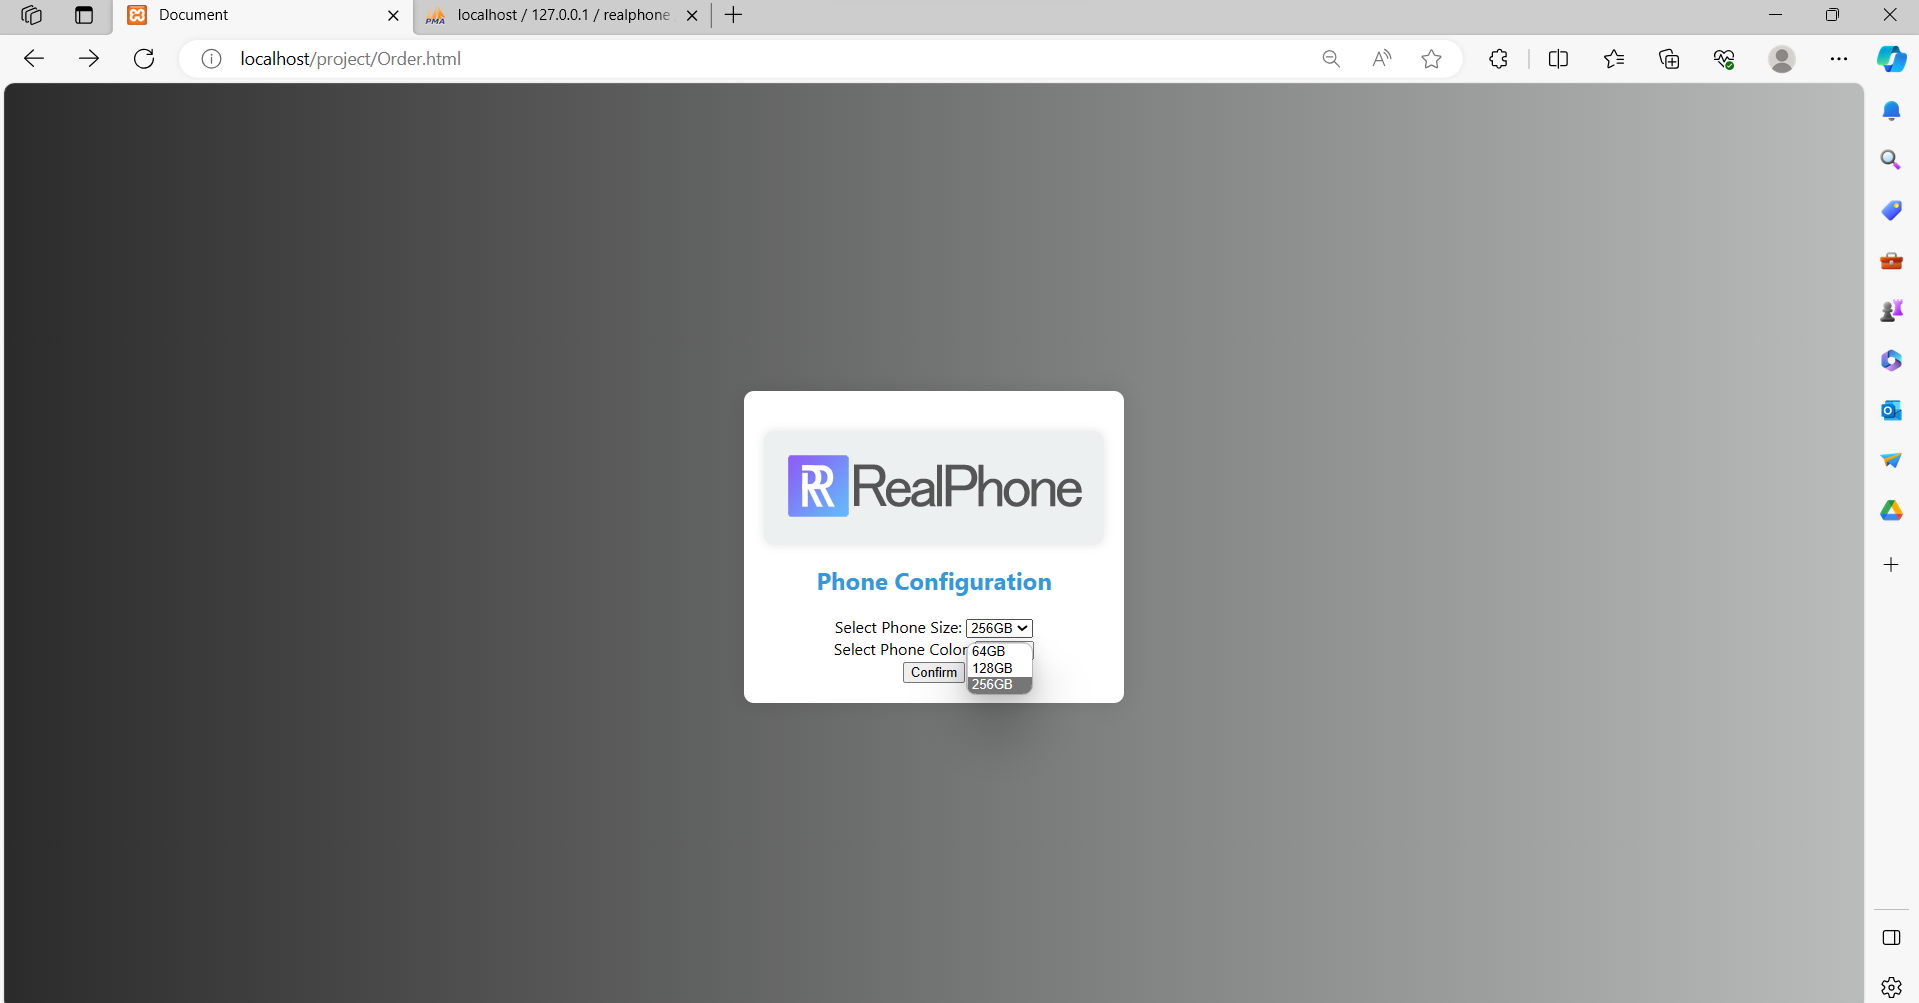 Document
localhost / 127.0.0.1 / realphone
localhost/project/Order.html
RealPhone
Phone Configuration
Select Phone Size: 256GB
Select Phone Color
64GB
128GB
256GB
Confirm